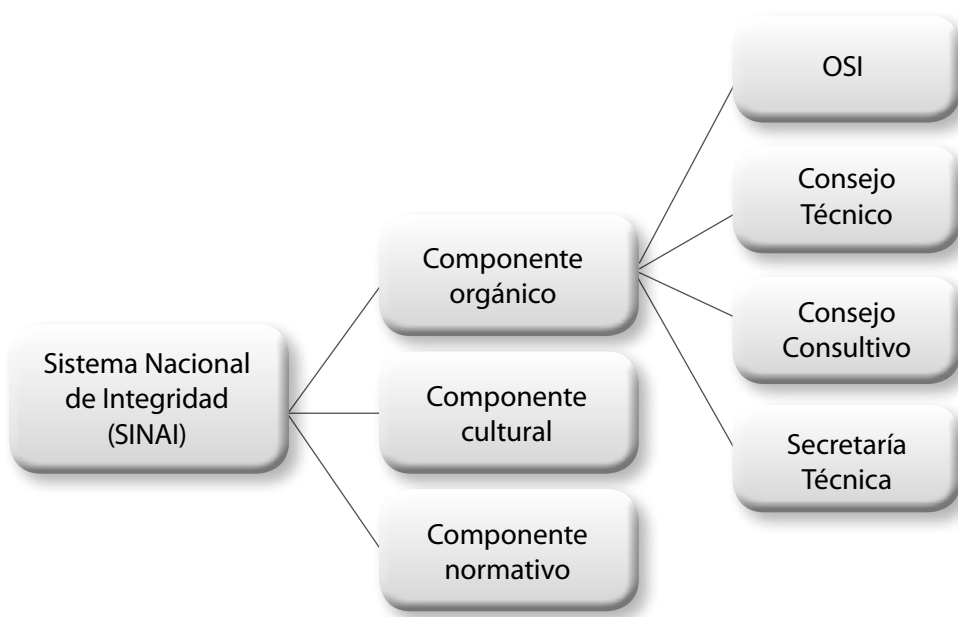 Sistema Nacional
de Integridad
(SINAI)
Componente
orgánico
Componente
cultural
Componente
normativo
OSI
Consejo
Técnico
Consejo
Consultivo
Secretaría
Técnica